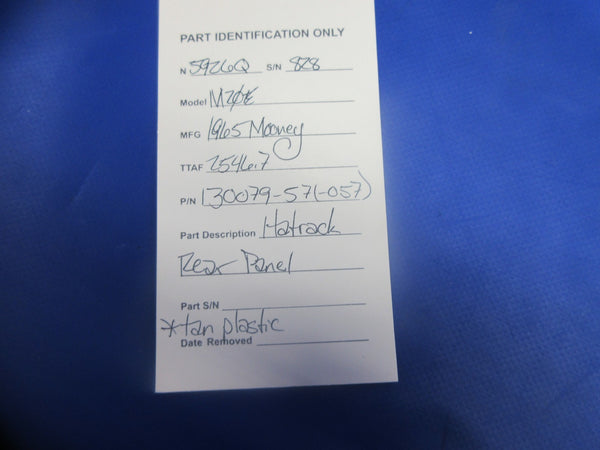 PART IDENTIFICATION ONLY
N 5926Q S/N 828
Model M20E
MFG 1965 Mooney
TTAF 2546.7
P/N 130079-57(-057)
Part Description Hatrack
Rear Panel
Part S/N
*tan plastic
Date Removed